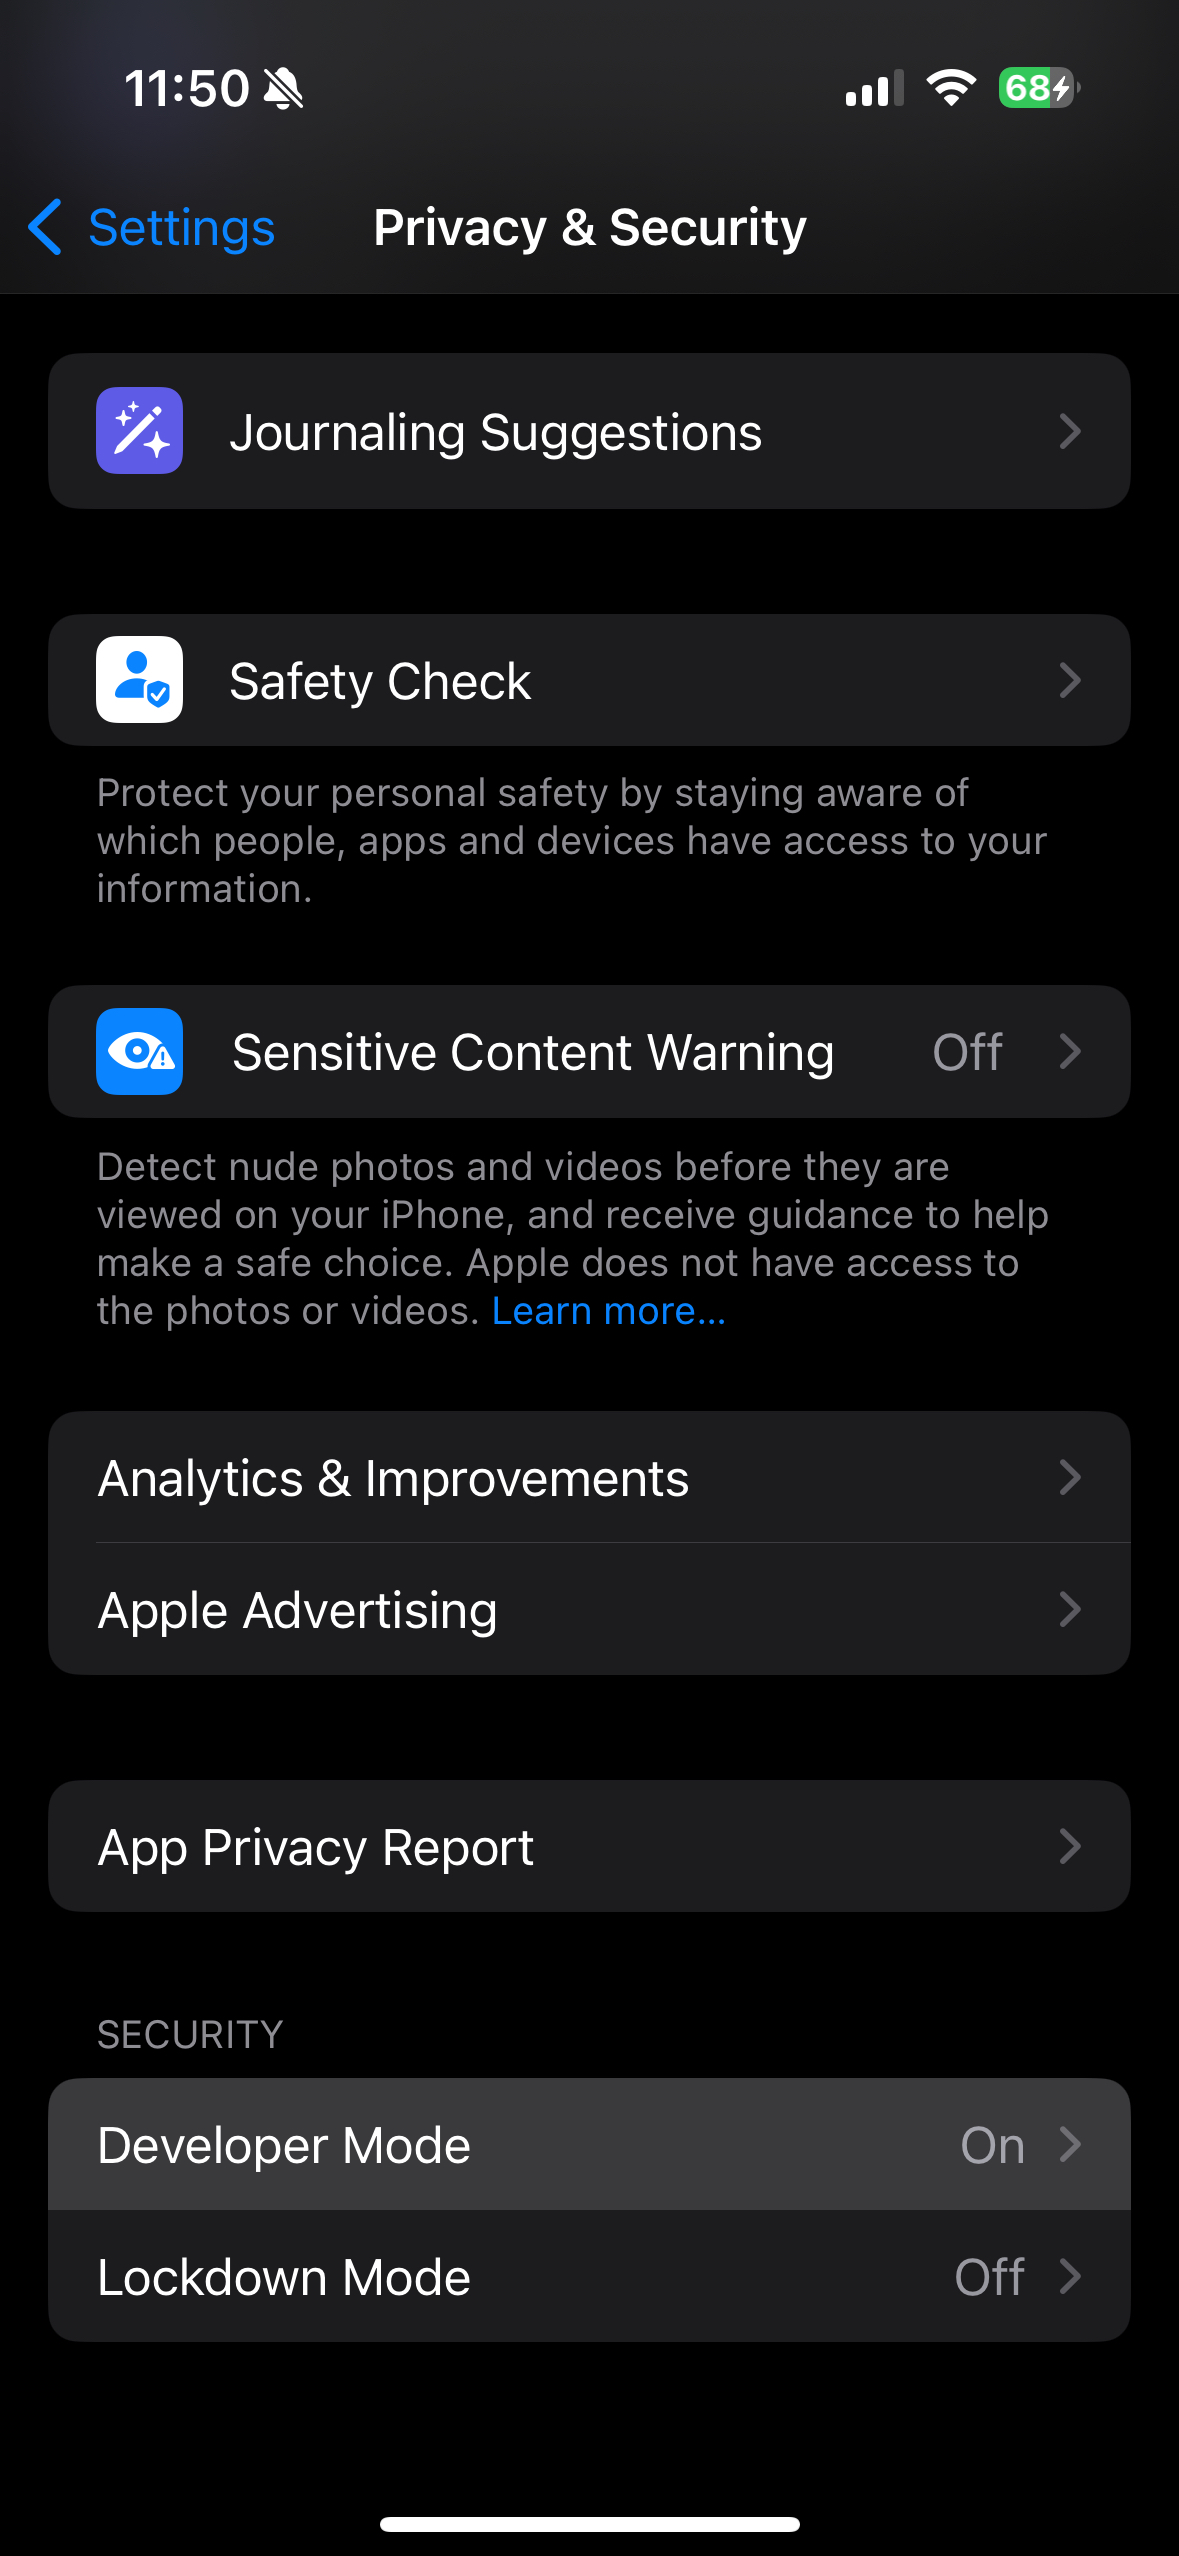 11:50
68
Settings
Privacy & Security
Journaling Suggestions
Safety Check
Protect your personal safety by staying aware of
which people, apps and devices have access to your
information.
Sensitive Content Warning Off
Detect nude photos and videos before they are
viewed on your iPhone, and receive guidance to help
make a safe choice. Apple does not have access to
the photos or videos. Learn more...
Analytics & Improvements
Apple Advertising
App Privacy Report
SECURITY
Developer Mode On
Lockdown Mode Off